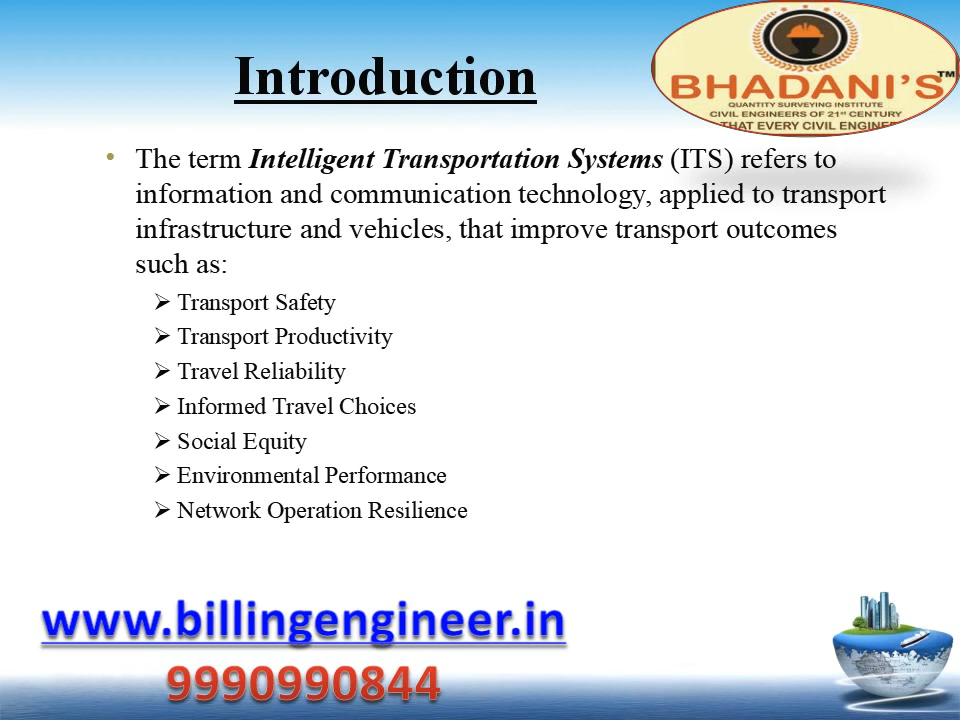 Introduction
BHADANI'S™
QUANTITY SURVEYING INSTITUTE
CIVIL ENGINEERS OF 21ST CENTURY
THAT EVERY CIVIL ENGINE
• The term Intelligent Transportation Systems (ITS) refers to
information and communication technology, applied to transport
infrastructure and vehicles, that improve transport outcomes
such as:
➢ Transport Safety
➢ Transport Productivity
➢ Travel Reliability
➢ Informed Travel Choices
➢ Social Equity
➢ Environmental Performance
➢ Network Operation Resilience
www.billingengineer.in
9990990844